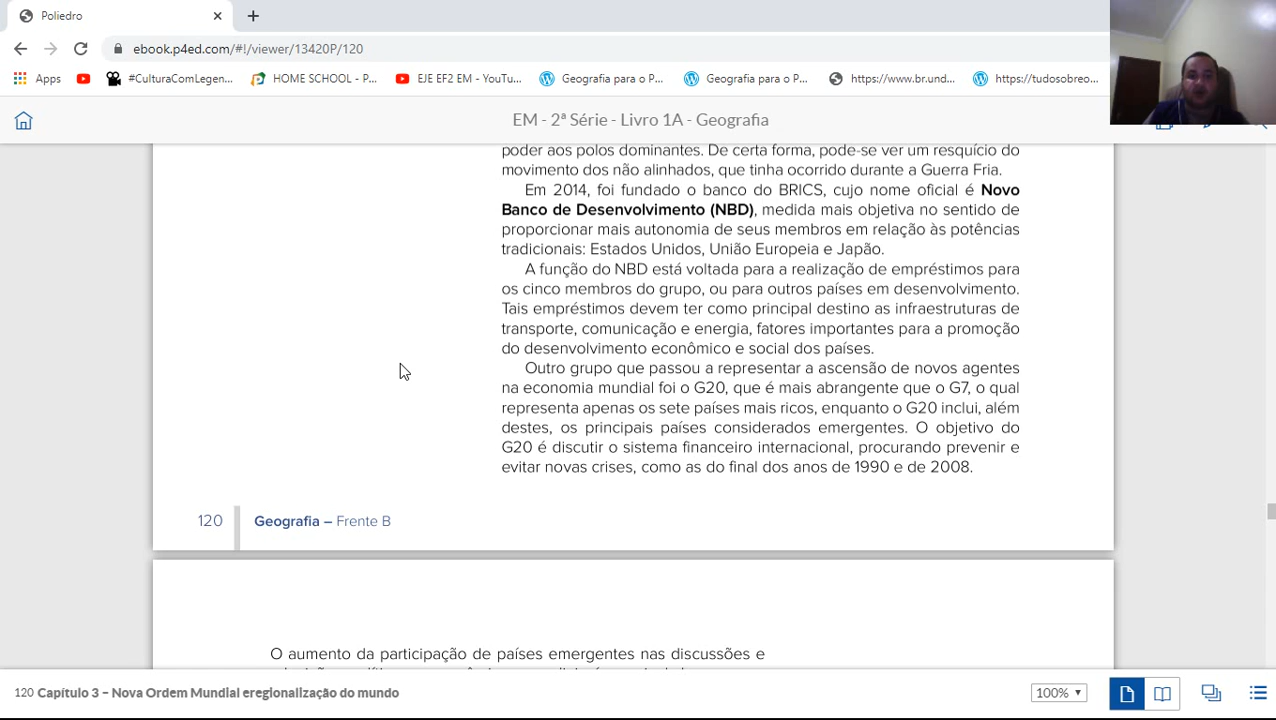 Poliedro
ebook.p4ed.com/#!/viewer/13420P/120
Apps
#CulturaComLegen...
HOME SCHOOL - P...
EJE EF2 EM - YouTu...
Geografia para o P...
Geografia para o P...
https://www.br.und...
https://tudosobreo...
EM - 2ª Série - Livro 1A - Geografia
poder aos polos dominantes. De certa forma, pode-se ver um resquício do
movimento dos não alinhados, que tinha ocorrido durante a Guerra Fria.
Em 2014, foi fundado o banco do BRICS, cujo nome oficial é Novo
Banco de Desenvolvimento (NBD), medida mais objetiva no sentido de
proporcionar mais autonomia de seus membros em relação às potências
tradicionais: Estados Unidos, União Europeia e Japão.
A função do NBD está voltada para a realização de empréstimos para
os cinco membros do grupo, ou para outros países em desenvolvimento.
Tais empréstimos devem ter como principal destino as infraestruturas de
transporte, comunicação e energia, fatores importantes para a promoção
do desenvolvimento econômico e social dos países.
Outro grupo que passou a representar a ascensão de novos agentes
na economia mundial foi o G20, que é mais abrangente que o G7, o qual
representa apenas os sete países mais ricos, enquanto o G20 inclui, além
destes, os principais países considerados emergentes. O objetivo do
G20 é discutir o sistema financeiro internacional, procurando prevenir e
evitar novas crises, como as do final dos anos de 1990 e de 2008.
120 Geografia – Frente B
O aumento da participação de países emergentes nas discussões e
120 Capítulo 3 – Nova Ordem Mundial eregionalização do mundo
100%